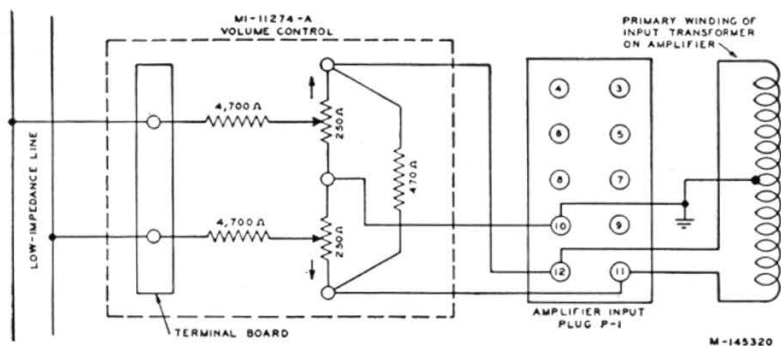 MI-11274-A
VOLUME CONTROL
PRIMARY WINDING OF
INPUT TRANSFORMER
ON AMPLIFIER
LOW-IMPEDANCE LINE
4,700 Ω
250 Ω
470 Ω
4,700 Ω
250 Ω
4
3
6
5
8
7
10
9
12
11
TERMINAL BOARD
AMPLIFIER INPUT
PLUG P-1
M-145320